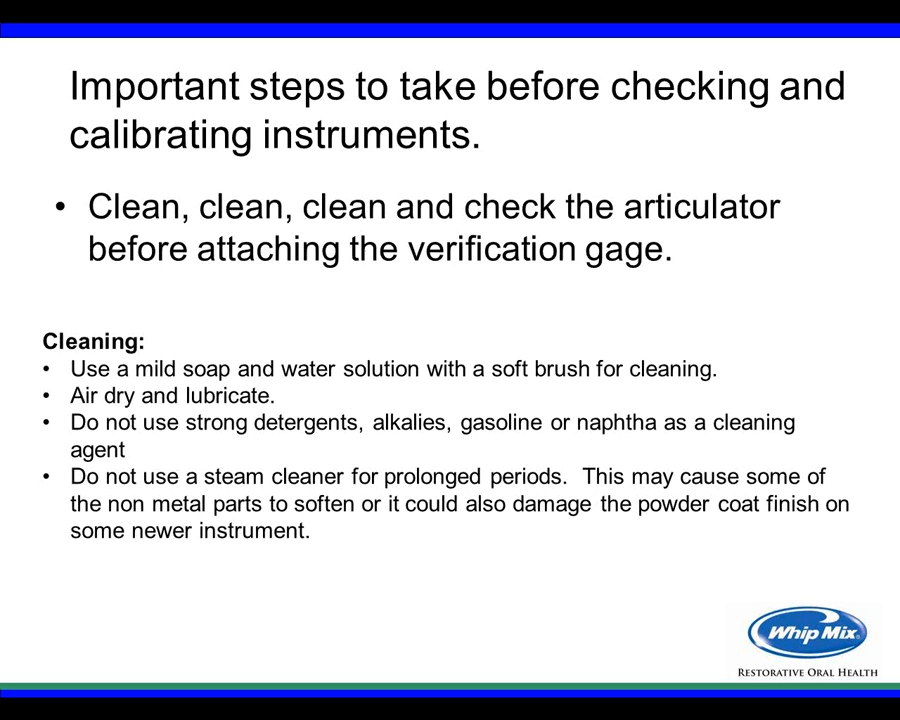 Important steps to take before checking and
calibrating instruments.
• Clean, clean, clean and check the articulator
before attaching the verification gage.
Cleaning:
• Use a mild soap and water solution with a soft brush for cleaning.
• Air dry and lubricate.
• Do not use strong detergents, alkalies, gasoline or naphtha as a cleaning
agent
• Do not use a steam cleaner for prolonged periods.  This may cause some of
the non metal parts to soften or it could also damage the powder coat finish on
some newer instrument.
Whip Mix®
RESTORATIVE ORAL HEALTH